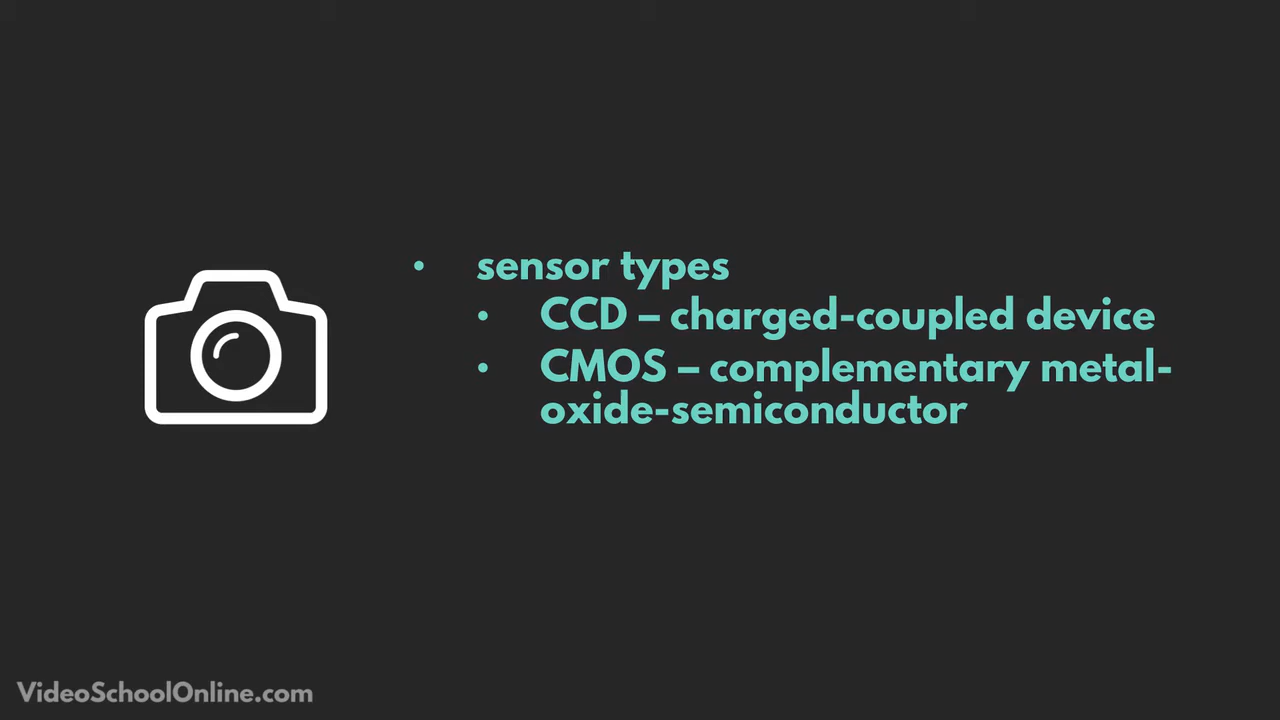 • sensor types
• CCD – charged-coupled device
• CMOS – complementary metal-
oxide-semiconductor
VideoSchoolOnline.com